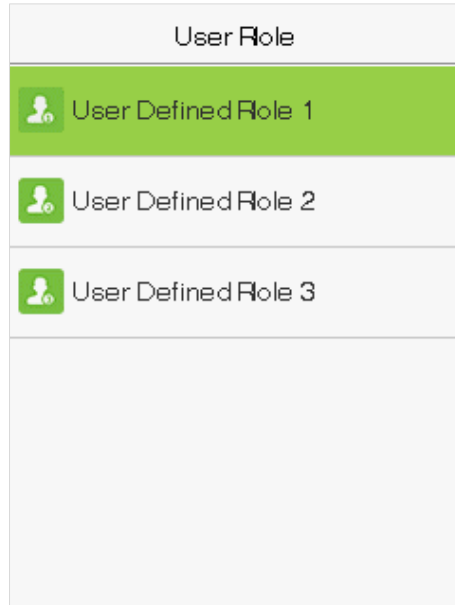 User Role
User Defined Role 1
User Defined Role 2
User Defined Role 3